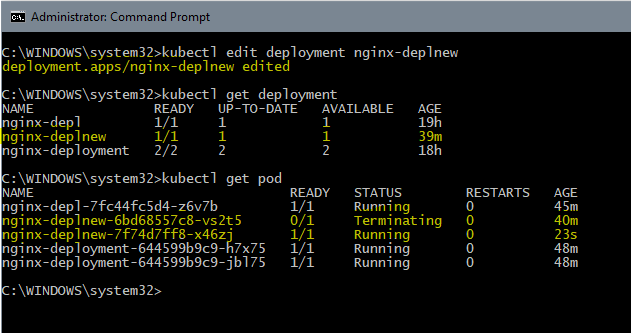 Administrator: Command Prompt
C:\WINDOWS\system32>kubectl edit deployment nginx-deplnew
deployment.apps/nginx-deplnew edited
C:\WINDOWS\system32>kubectl get deployment
NAME READY UP-TO-DATE AVAILABLE AGE
nginx-depl 1/1 1 1 19h
nginx-deplnew 1/1 1 1 39m
nginx-deployment 2/2 2 2 18h
C:\WINDOWS\system32>kubectl get pod
NAME READY STATUS RESTARTS AGE
nginx-depl-7fc44fc5d4-z6v7b 1/1 Running 0 45m
nginx-deplnew-6bd68557c8-vs2t5 0/1 Terminating 0 40m
nginx-deplnew-7f74d7ff8-x46zj 1/1 Running 0 23s
nginx-deployment-644599b9c9-h7x75 1/1 Running 0 48m
nginx-deployment-644599b9c9-jbl75 1/1 Running 0 48m
C:\WINDOWS\system32>